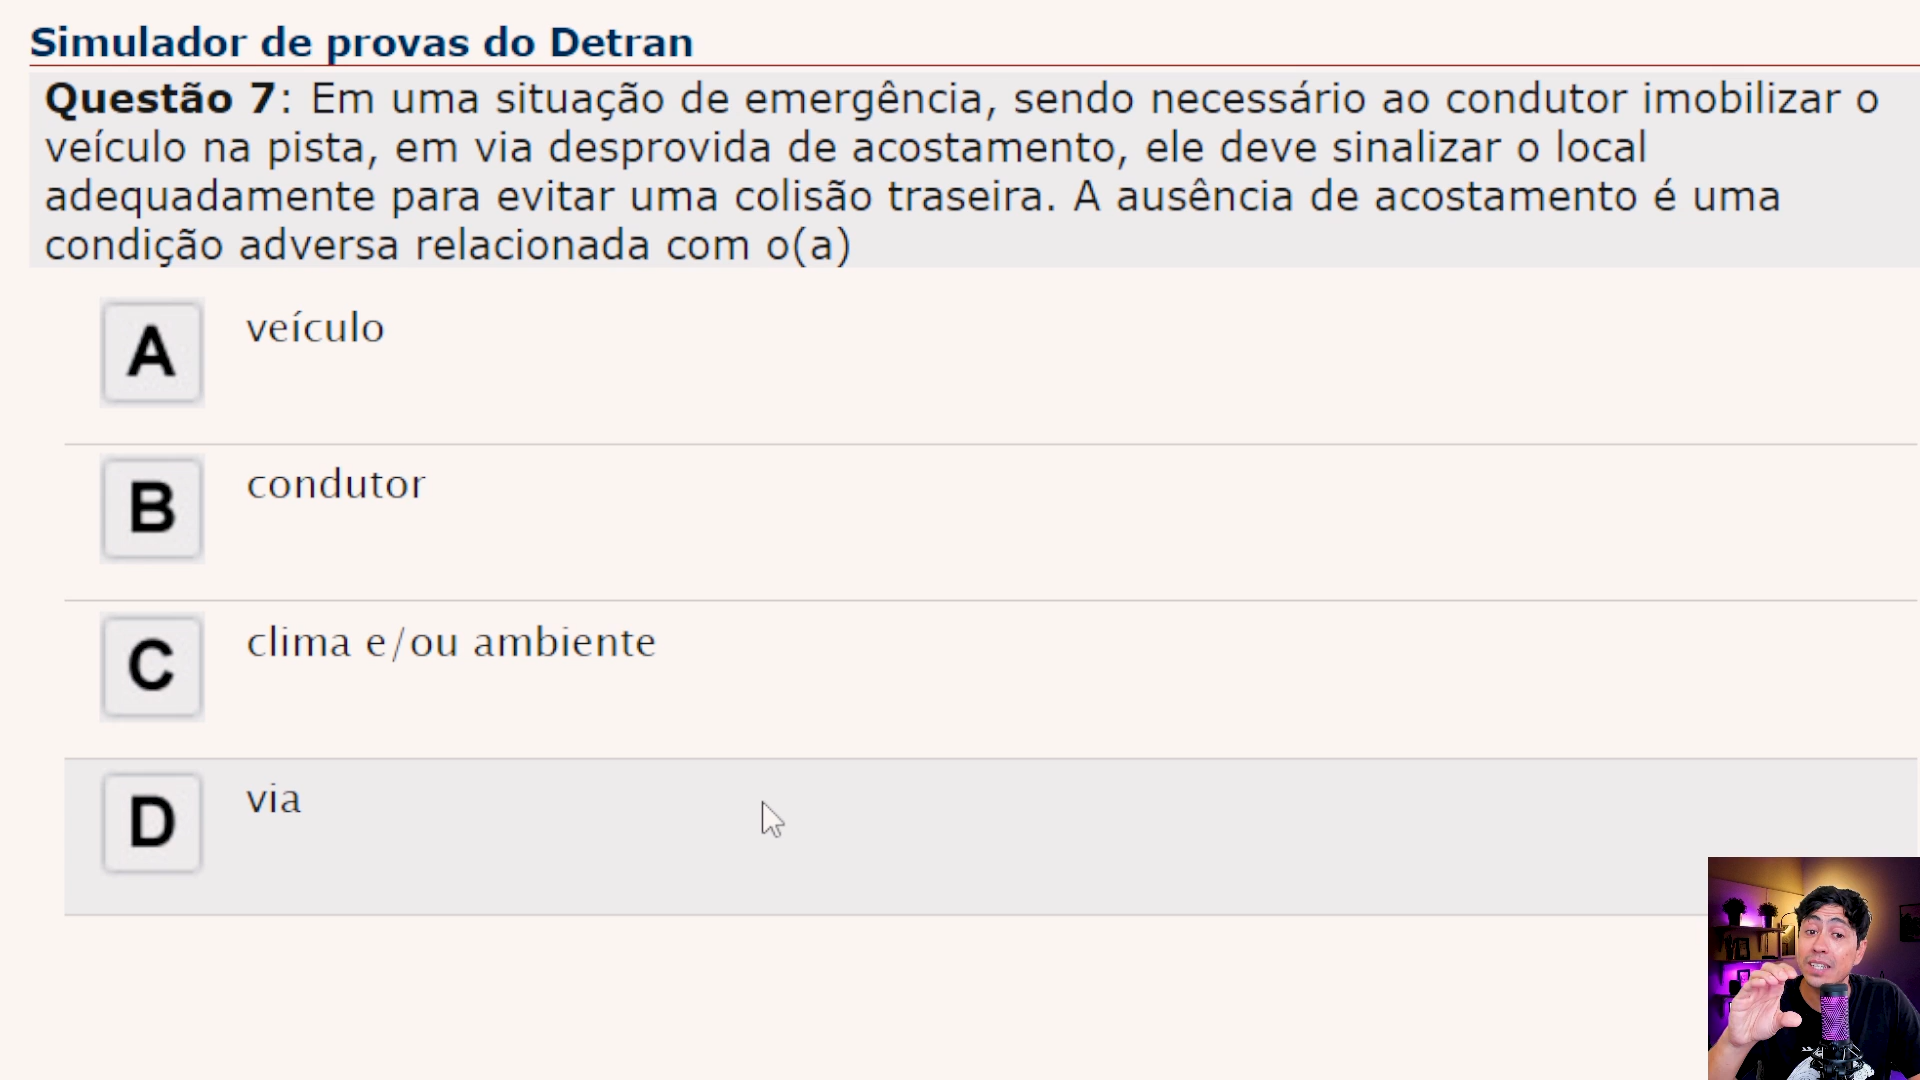 Simulador de provas do Detran
Questão 7: Em uma situação de emergência, sendo necessário ao condutor imobilizar o
veículo na pista, em via desprovida de acostamento, ele deve sinalizar o local
adequadamente para evitar uma colisão traseira. A ausência de acostamento é uma
condição adversa relacionada com o(a)
A veículo
B condutor
C clima e/ou ambiente
D via